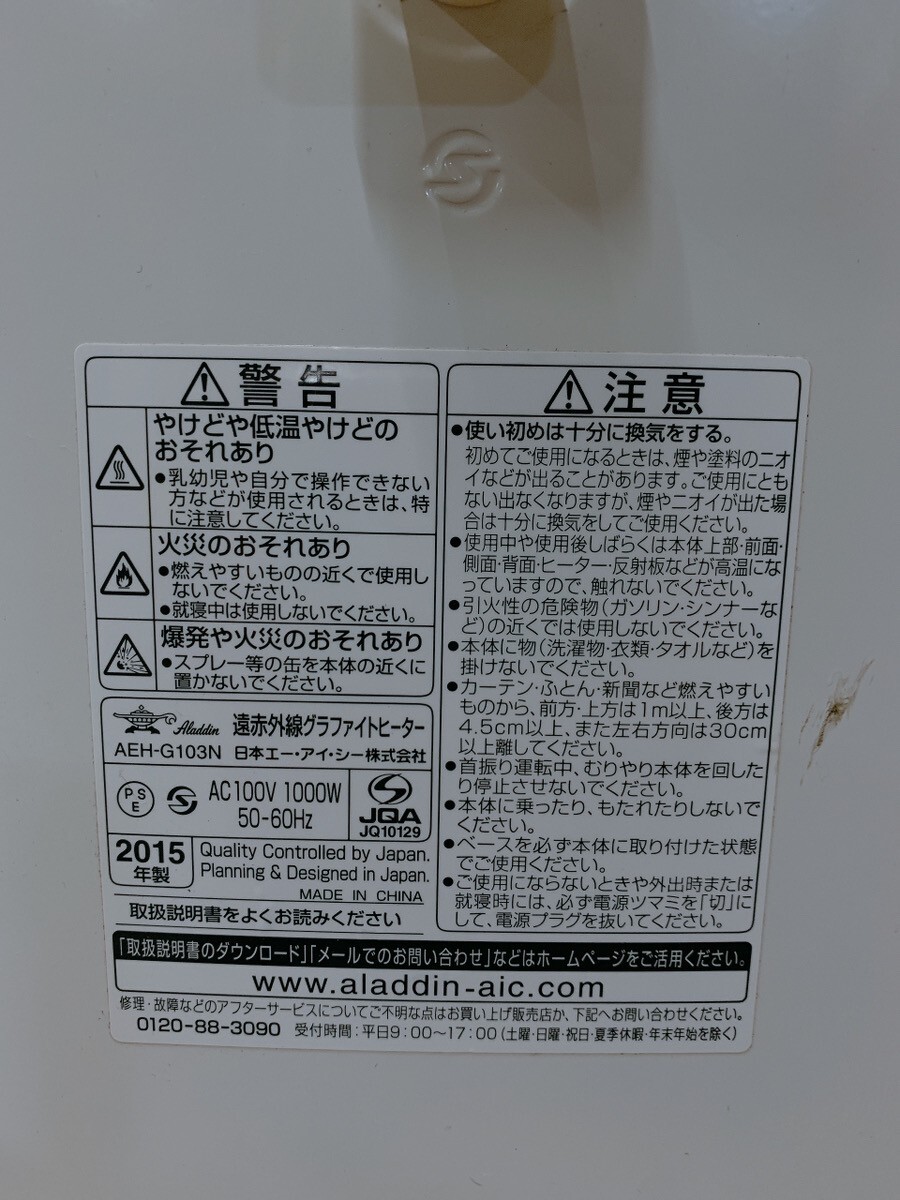 警告
やけどや低温やけどの
おそれあり
●乳幼児や自分で操作できない
方などが使用されるときは、特
に注意してください。
火災のおそれあり
●燃えやすいものの近くで使用し
ないでください。
●就寝中は使用しないでください。
爆発や火災のおそれあり
●スプレー等の缶を本体の近くに
置かないでください。
Aladdin 遠赤外線グラファイトヒーター
AEH-G103N 日本エー・アイ・シー株式会社
PSE AC100V 1000W
50-60Hz
JQA
JQ10129
2015
年製
Quality Controlled by Japan.
Planning & Designed in Japan.
MADE IN CHINA
取扱説明書をよくお読みください
注意
●使い初めは十分に換気をする。
初めてご使用になるときは、煙や塗料のニオ
イなどが出ることがあります。ご使用にとも
ない出なくなりますが、煙やニオイが出た場
合は十分に換気をしてご使用ください。
●使用中や使用後しばらくは本体上部・前面・
側面・背面・ヒーター・反射板などが高温にな
っていますので、触れないでください。
●引火性の危険物(ガソリン・シンナーな
ど)の近くでは使用しないでください。
●本体に物(洗濯物・衣類・タオルなど)を
掛けないでください。
●カーテン・ふとん・新聞など燃えやすい
ものから、前方・上方は1m以上、後方は
4.5cm以上、また左右方向は30cm
以上離してください。
●首振り運転中、むりやり本体を回した
り停止させないでください。
●本体に乗ったり、もたれたりしないで
ください。
●ベースを必ず本体に取り付けた状態
でご使用ください。
●ご使用にならないときや外出時または
就寝時には、必ず電源ツマミを「切」に
して、電源プラグを抜いてください。
「取扱説明書のダウンロード」「メールでのお問い合わせ」などはホームページをご活用ください。
www.aladdin-aic.com
修理・故障などのアフターサービスについてご不明な点はお買い上げ販売店か、下記へお問い合わせください。
0120-88-3090 受付時間:平日9:00〜17:00(土曜・日曜・祝日・夏季休暇・年末年始を除く)